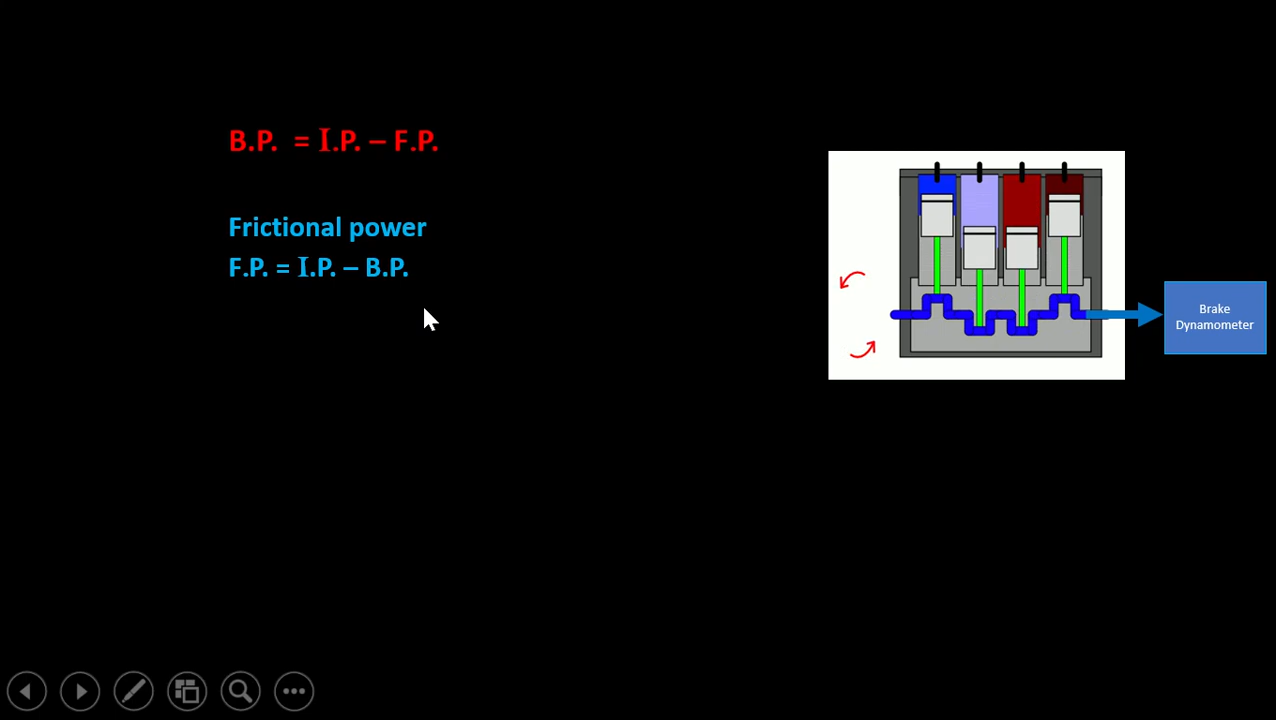 B.P. = I.P. – F.P.
Frictional power
F.P. = I.P. – B.P.
Brake
Dynamometer